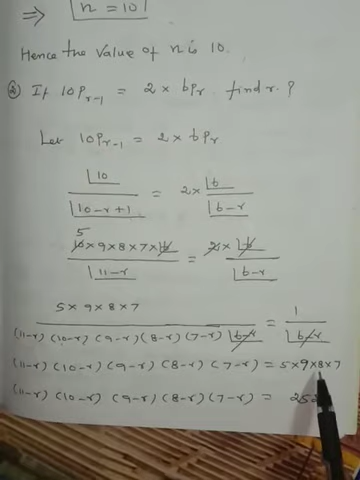 ⇒ n = 10
Hence the value of n is 10.
② If 10Pr-1 = 2 × 6Pr find r.?
Let 10Pr-1 = 2 × 6Pr
⌊10 / ⌊10-r+1 = 2 × ⌊6 / ⌊6-r
5
10×9×8×7×⌊6 / ⌊11-r = 2×⌊6 / ⌊6-r
5×9×8×7 / (11-r) (10-r) (9-r) (8-r) (7-r) ⌊6-r = 1 / ⌊6-r
(11-r) (10-r) (9-r) (8-r) (7-r) = 5×9×8×7
(11-r) (10-r) (9-r) (8-r) (7-r) =